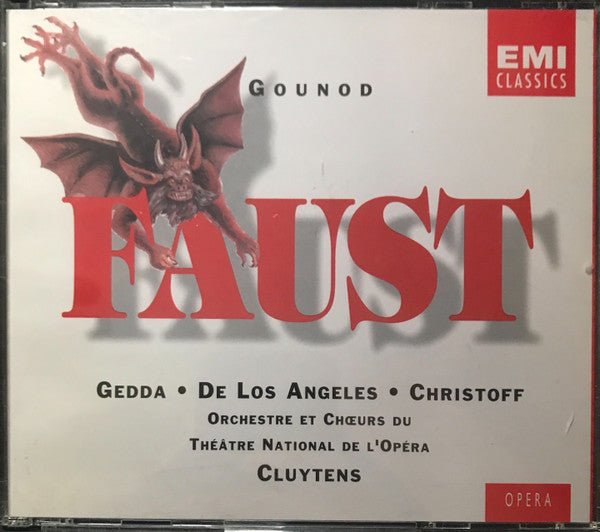 GOUNOD
EMI
CLASSICS
FAUST
GEDDA • DE LOS ANGELES • CHRISTOFF
ORCHESTRE ET CHŒURS DU
THÉÂTRE NATIONAL DE L'OPÉRA
CLUYTENS
OPERA